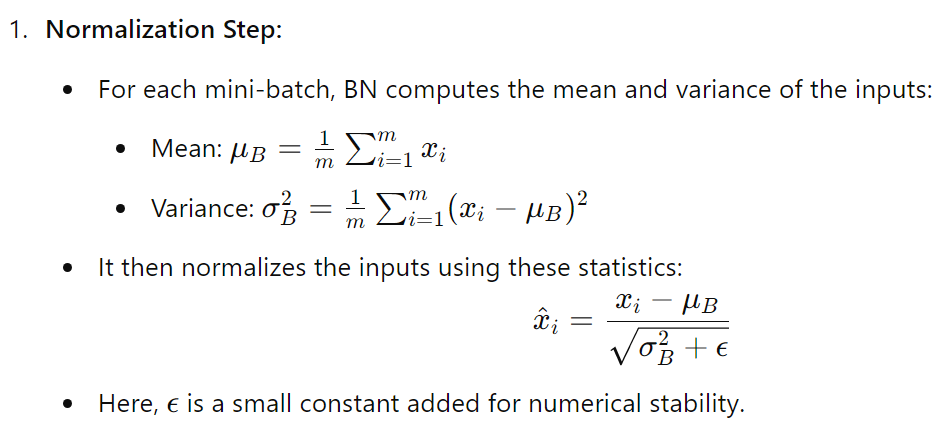 1. Normalization Step:
• For each mini-batch, BN computes the mean and variance of the inputs:
• Mean: $\mu_B = \frac{1}{m} \sum_{i=1}^{m} x_i$
• Variance: $\sigma_B^2 = \frac{1}{m} \sum_{i=1}^{m} (x_i - \mu_B)^2$
• It then normalizes the inputs using these statistics:
$\hat{x}_i = \frac{x_i - \mu_B}{\sqrt{\sigma_B^2 + \epsilon}}$
• Here, $\epsilon$ is a small constant added for numerical stability.